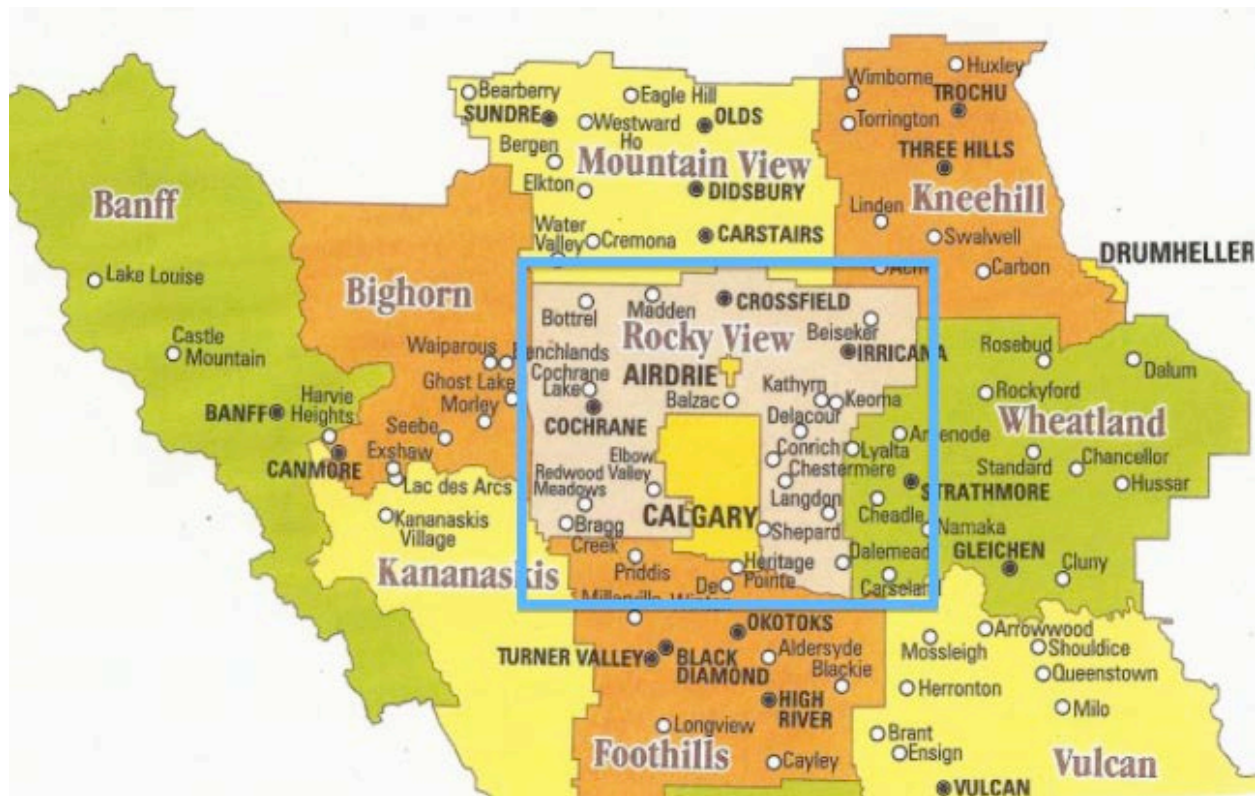 Huxley
Wimborne
TROCHU
Torrington
THREE HILLS
Kneehill
Linden
Swalwell
Carbon
DRUMHELLER
Bearberry
Eagle Hill
SUNDRE
Westward
Ho
OLDS
Bergen
Mountain View
Elkton
DIDSBURY
Water
Valley
Cremona
CARSTAIRS
Banff
Lake Louise
Castle
Mountain
BANFF
Harvie
Heights
CANMORE
Bighorn
Waiparous
Ghost Lake
Morley
Seebe
Exshaw
Lac des Arcs
Kananaskis
Village
Kananaskis
Bottrel
Madden
CROSSFIELD
Rocky View
Beiseker
IRRICANA
Cochrane
Lake
AIRDRIE
Balzac
Kathyrn
Keoma
COCHRANE
Delacour
Conrich
Chestermere
Elbow
Valley
Redwood
Meadows
Langdon
CALGARY
Shepard
Bragg
Creek
Priddis
Heritage
Pointe
De
Dalemead
Carseland
Lyalta
STRATHMORE
Cheadle
Namaka
Rosebud
Dalum
Rockyford
Wheatland
Standard
Chancellor
Hussar
GLEICHEN
Cluny
OKOTOKS
TURNER VALLEY
BLACK
DIAMOND
Aldersyde
Blackie
HIGH
RIVER
Longview
Foothills
Cayley
Arrowwood
Mossleigh
Shouldice
Queenstown
Herronton
Milo
Brant
Ensign
Vulcan
VULCAN